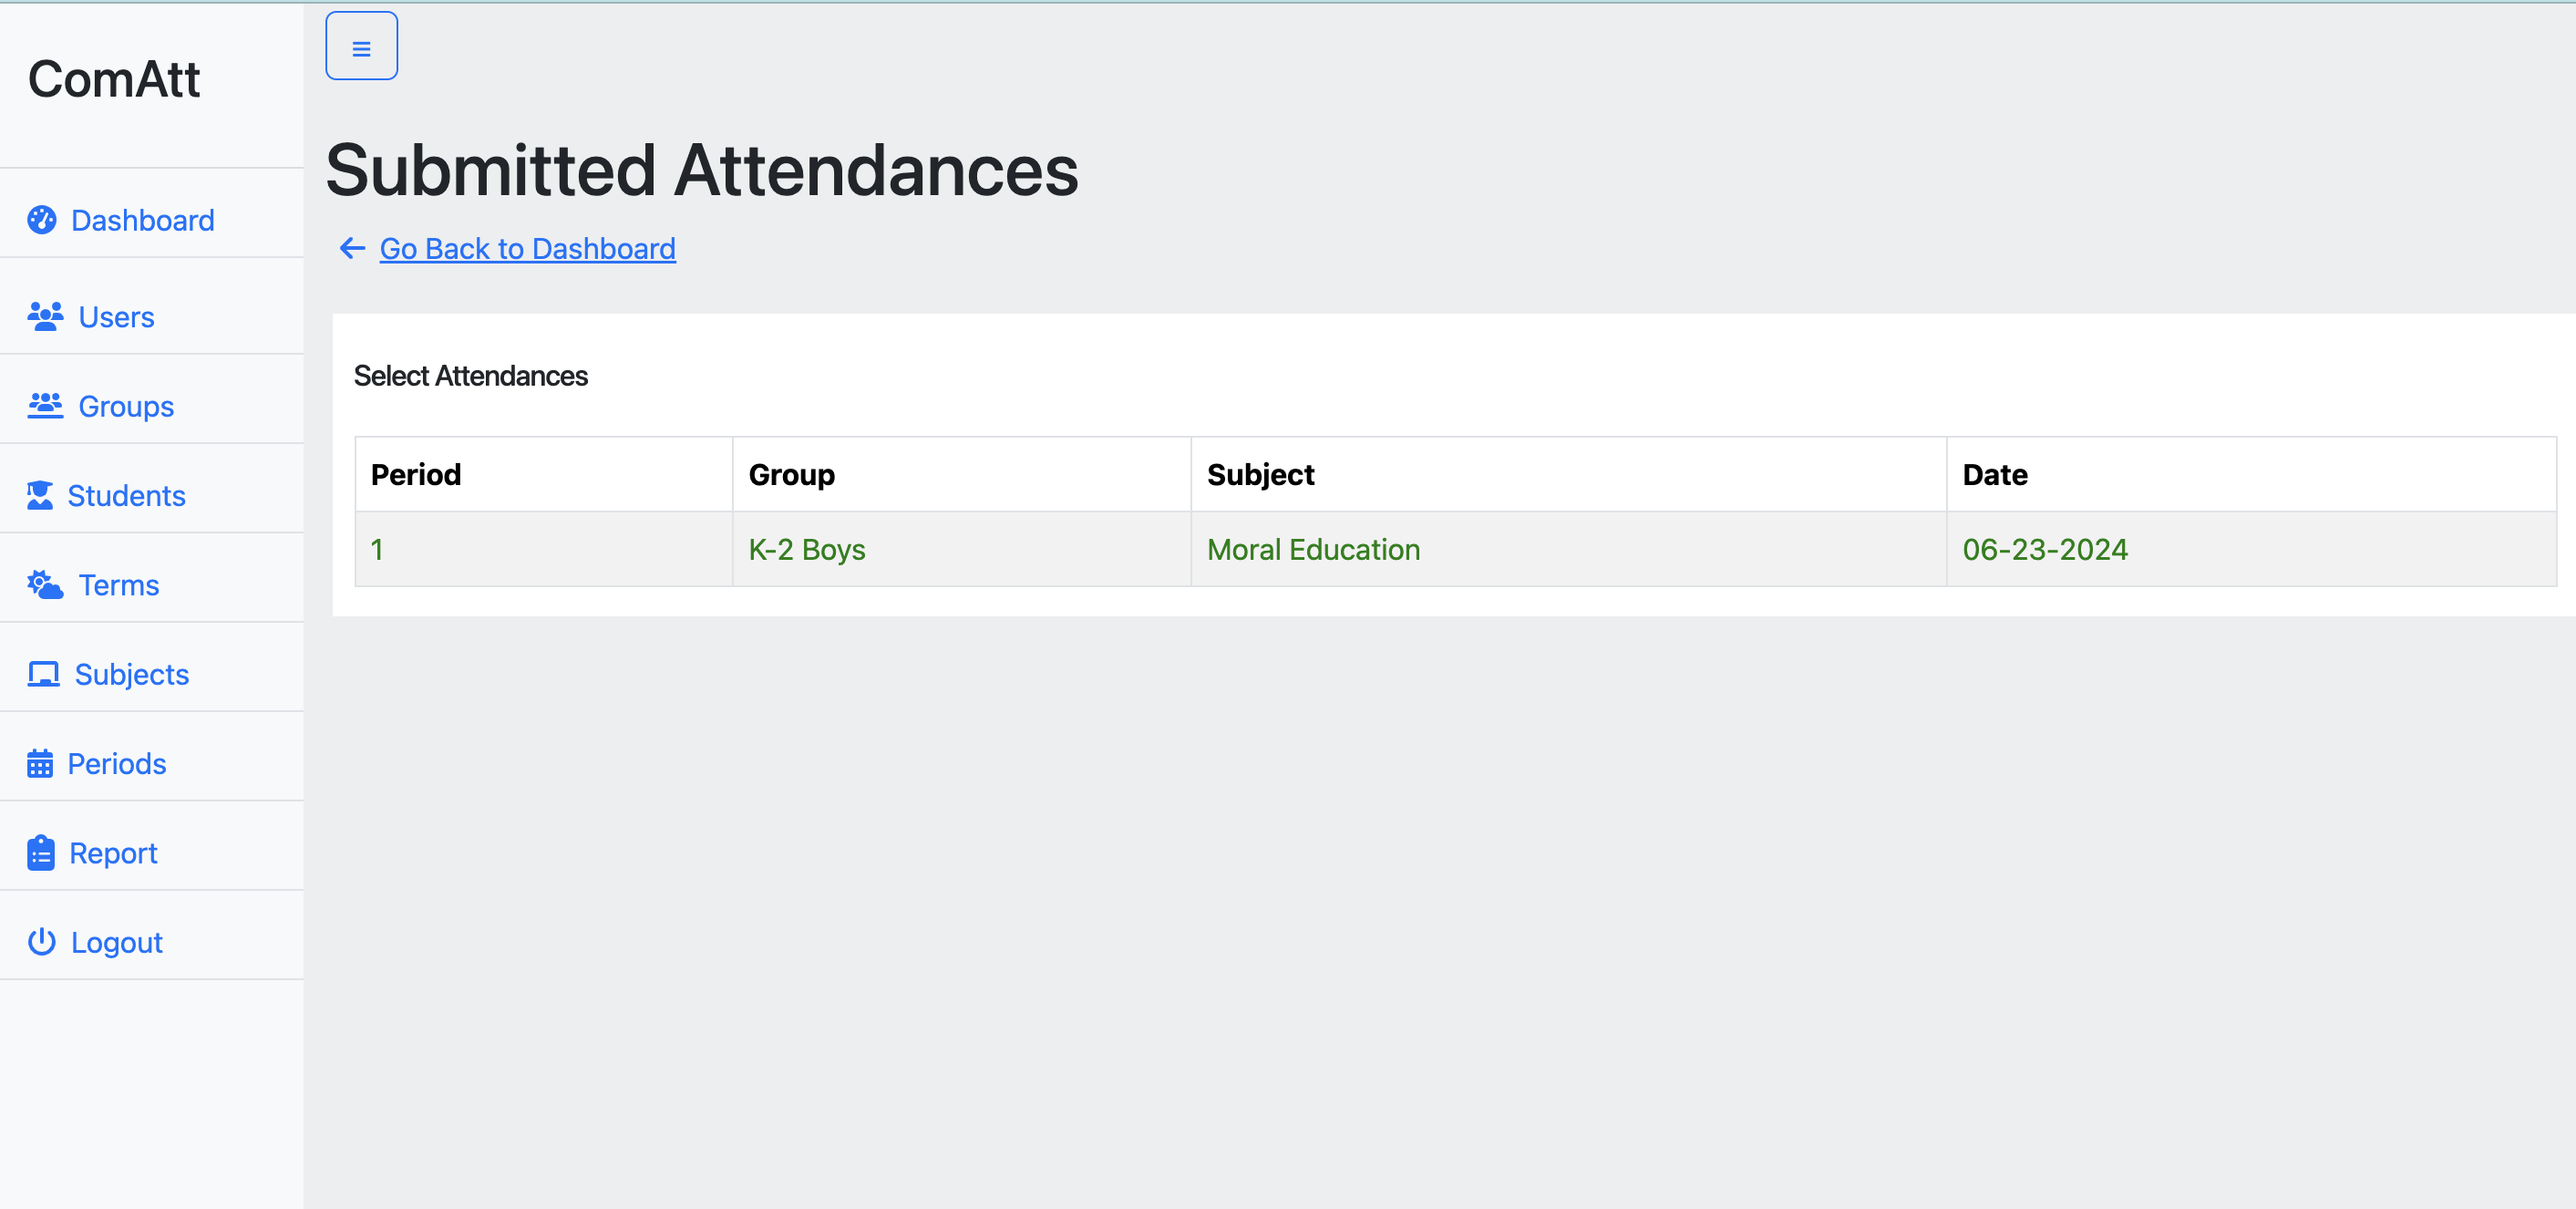 ComAtt
Dashboard
Users
Groups
Students
Terms
Subjects
Periods
Report
Logout
Submitted Attendances
Go Back to Dashboard
Select Attendances
Period Group Subject Date
1 K-2 Boys Moral Education 06-23-2024